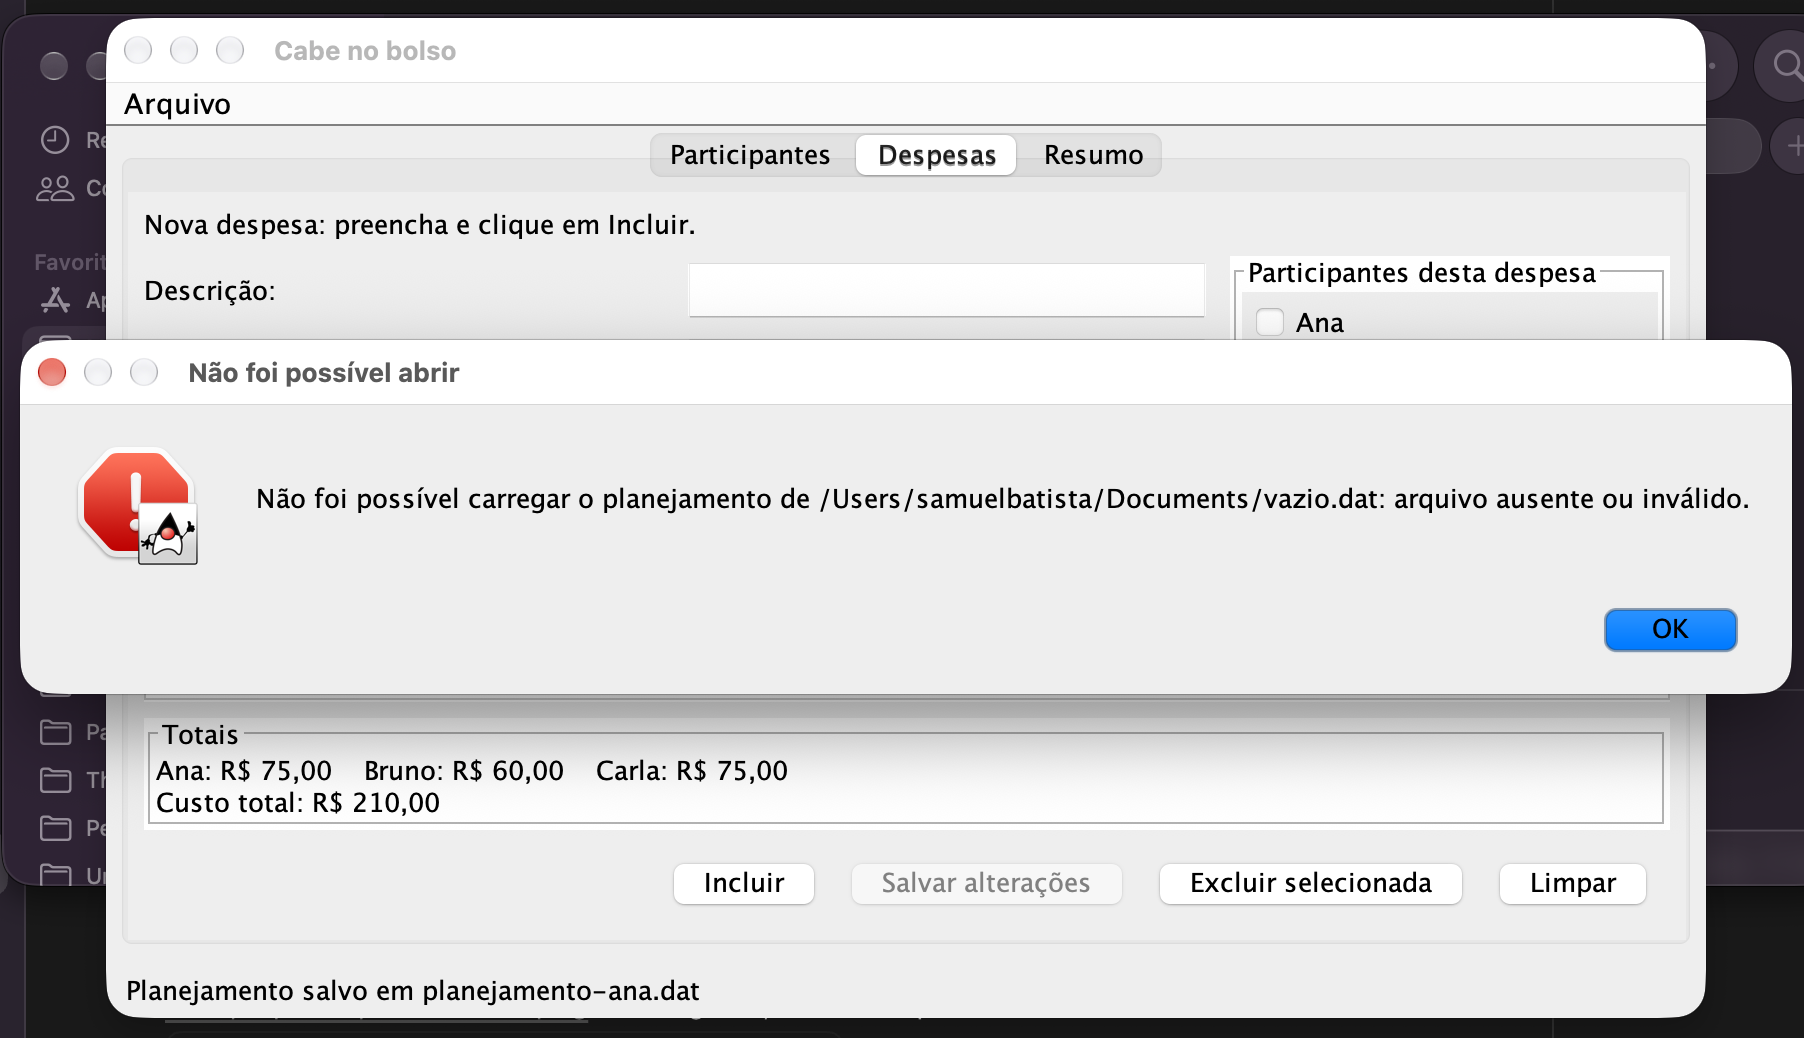 Cabe no bolso
Arquivo
Participantes
Despesas
Resumo
Nova despesa: preencha e clique em Incluir.
Descrição:
Participantes desta despesa
Ana
Favorit
Não foi possível abrir
Não foi possível carregar o planejamento de /Users/samuelbatista/Documents/vazio.dat: arquivo ausente ou inválido.
OK
Totais
Ana: R$ 75,00 Bruno: R$ 60,00 Carla: R$ 75,00
Custo total: R$ 210,00
Incluir
Salvar alterações
Excluir selecionada
Limpar
Planejamento salvo em planejamento-ana.dat